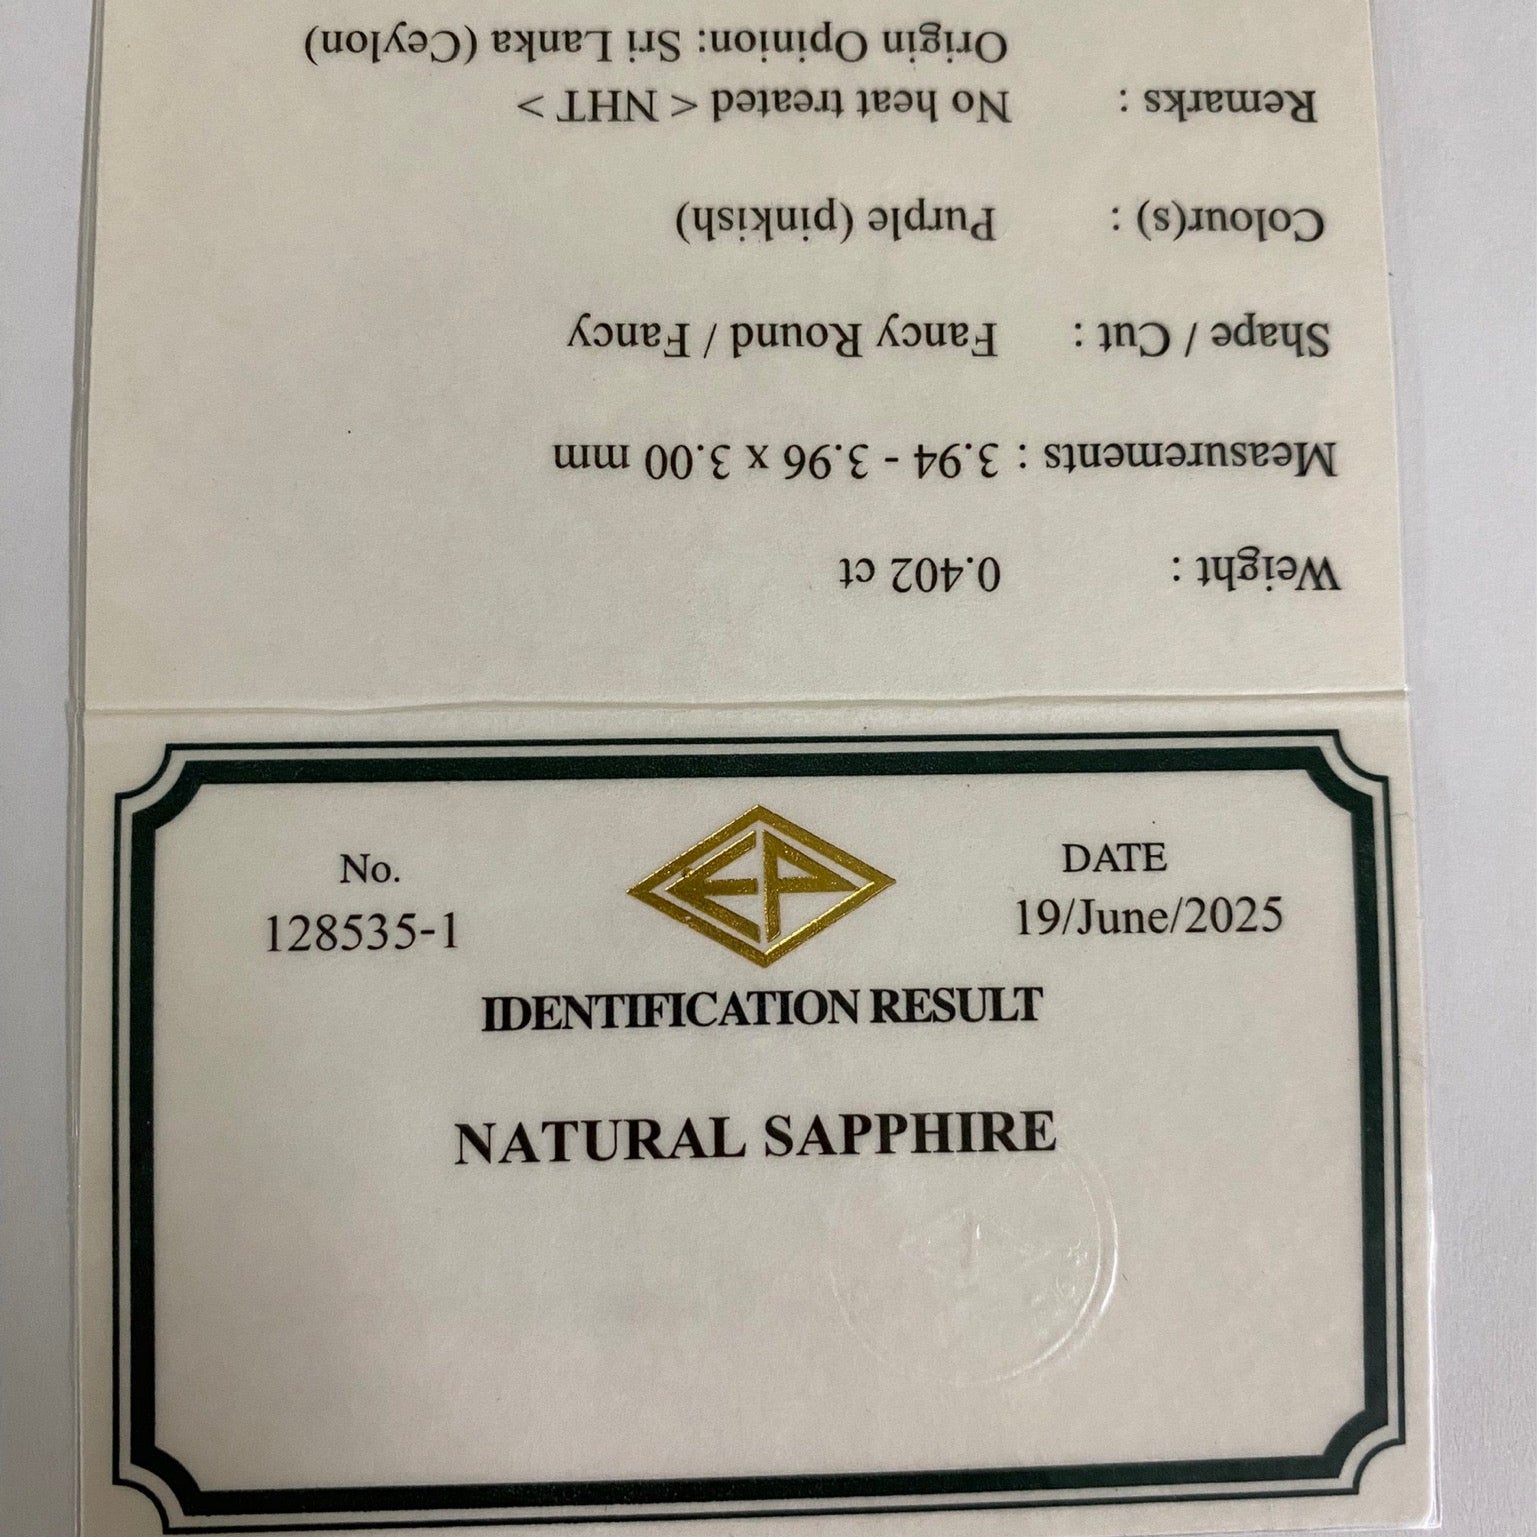 Weight : 0.402 ct
Measurements : 3.94 - 3.96 x 3.00 mm
Shape / Cut : Fancy Round / Fancy
Colour(s) : Purple (pinkish)
Remarks : No heat treated < NHT >
Origin Opinion: Sri Lanka (Ceylon)
EP
No.
128535-1
DATE
19/June/2025
IDENTIFICATION RESULT
NATURAL SAPPHIRE